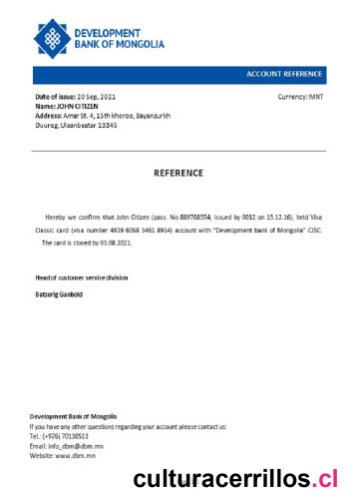 DEVELOPMENT
BANK OF MONGOLIA
ACCOUNT REFERENCE
Date of issue: 20 Sep, 2021
Currency: MNT
Name: JOHN CITIZEN
Address: Amar St. 4, 15th khoroo, Bayanzurkh
Duureg, Ulaanbaatar 13345
REFERENCE
Hereby we confirm that John Citizen (pass. No 889768554, issued by 0012 on 15.12.16), held Visa
Classic card (visa number 4929 6068 5461 8914) account with "Development bank of Mongolia" CJSC.
The card is closed by 03.08.2021.
Head of customer service division
Batzorig Ganbold
Development Bank of Mongolia
If you have any other questions regarding your account please contact us:
Tel.: (+976) 70130513
Email: info_dbm@dbm.mn
Website: www.dbm.mn
culturacerrillos.cl